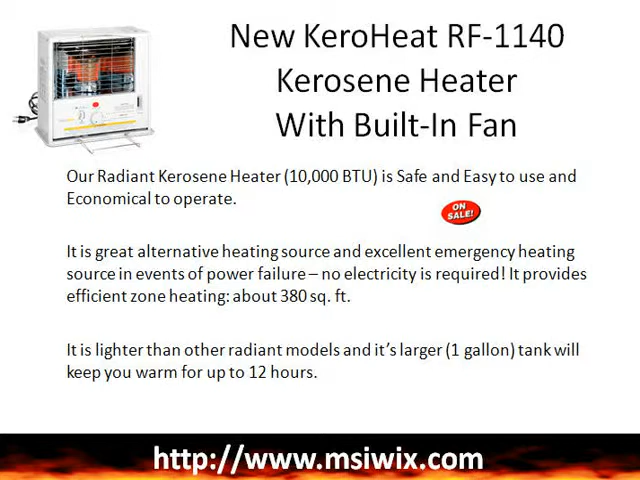 New KeroHeat RF-1140
Kerosene Heater
With Built-In Fan
Our Radiant Kerosene Heater (10,000 BTU) is Safe and Easy to use and
Economical to operate.
ON
SALE!
It is great alternative heating source and excellent emergency heating
source in events of power failure – no electricity is required! It provides
efficient zone heating: about 380 sq. ft.
It is lighter than other radiant models and it's larger (1 gallon) tank will
keep you warm for up to 12 hours.
http://www.msiwix.com